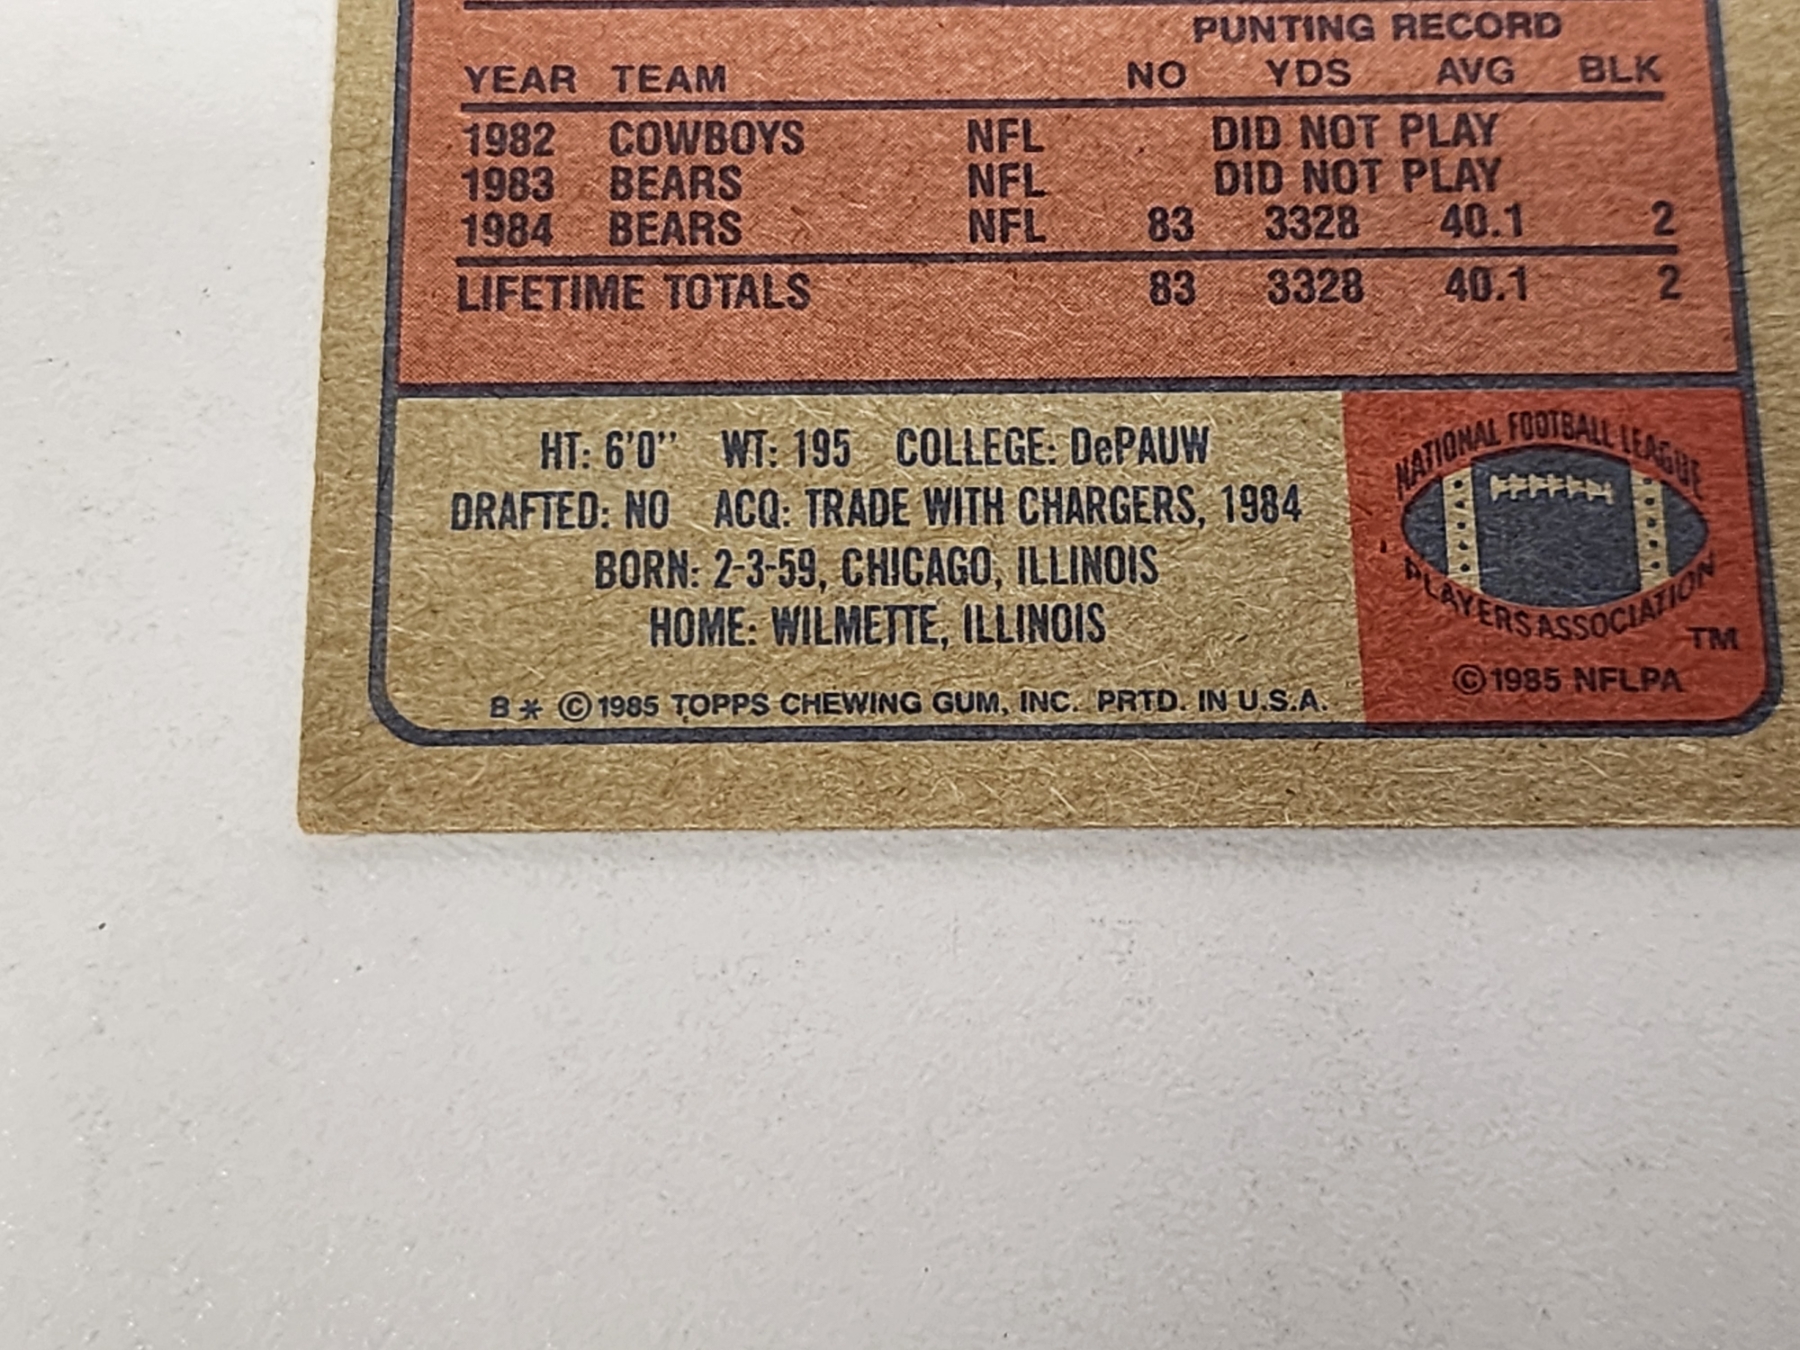 PUNTING RECORD
YEAR TEAM NO YDS AVG BLK
1982 COWBOYS NFL DID NOT PLAY
1983 BEARS NFL DID NOT PLAY
1984 BEARS NFL 83 3328 40.1 2
LIFETIME TOTALS 83 3328 40.1 2
HT: 6'0" WT: 195 COLLEGE: DePAUW
DRAFTED: NO ACQ: TRADE WITH CHARGERS, 1984
BORN: 2-3-59, CHICAGO, ILLINOIS
HOME: WILMETTE, ILLINOIS
B* ©1985 TOPPS CHEWING GUM, INC. PRTD. IN U.S.A.
NATIONAL FOOTBALL LEAGUE
PLAYERS ASSOCIATION
TM
©1985 NFLPA